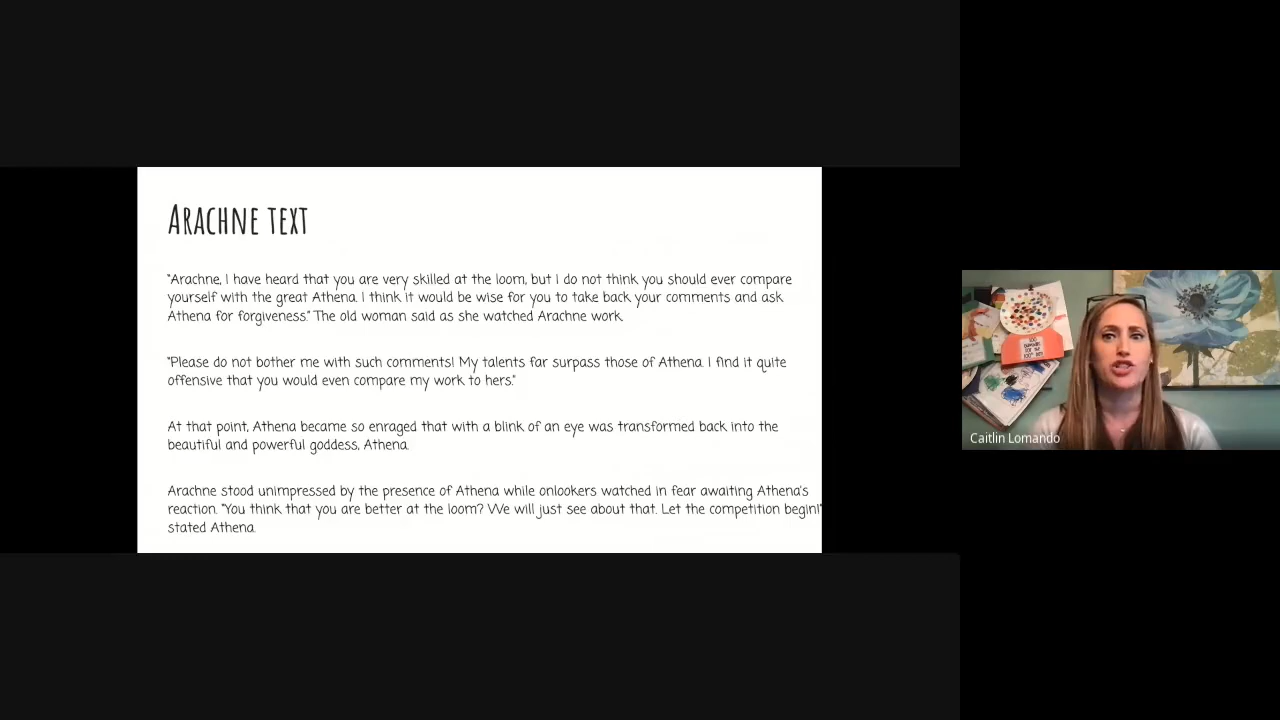 ARACHNE TEXT
"Arachne, I have heard that you are very skilled at the loom, but I do not think you should ever compare
yourself with the great Athena. I think it would be wise for you to take back your comments and ask
Athena for forgiveness." The old woman said as she watched Arachne work.
"Please do not bother me with such comments! My talents far surpass those of Athena. I find it quite
offensive that you would even compare my work to hers."
At that point, Athena became so enraged that with a blink of an eye was transformed back into the
beautiful and powerful goddess, Athena.
Arachne stood unimpressed by the presence of Athena while onlookers watched in fear awaiting Athena's
reaction. "You think that you are better at the loom? We will just see about that. Let the competition begin!"
stated Athena.
Caitlin Lomando